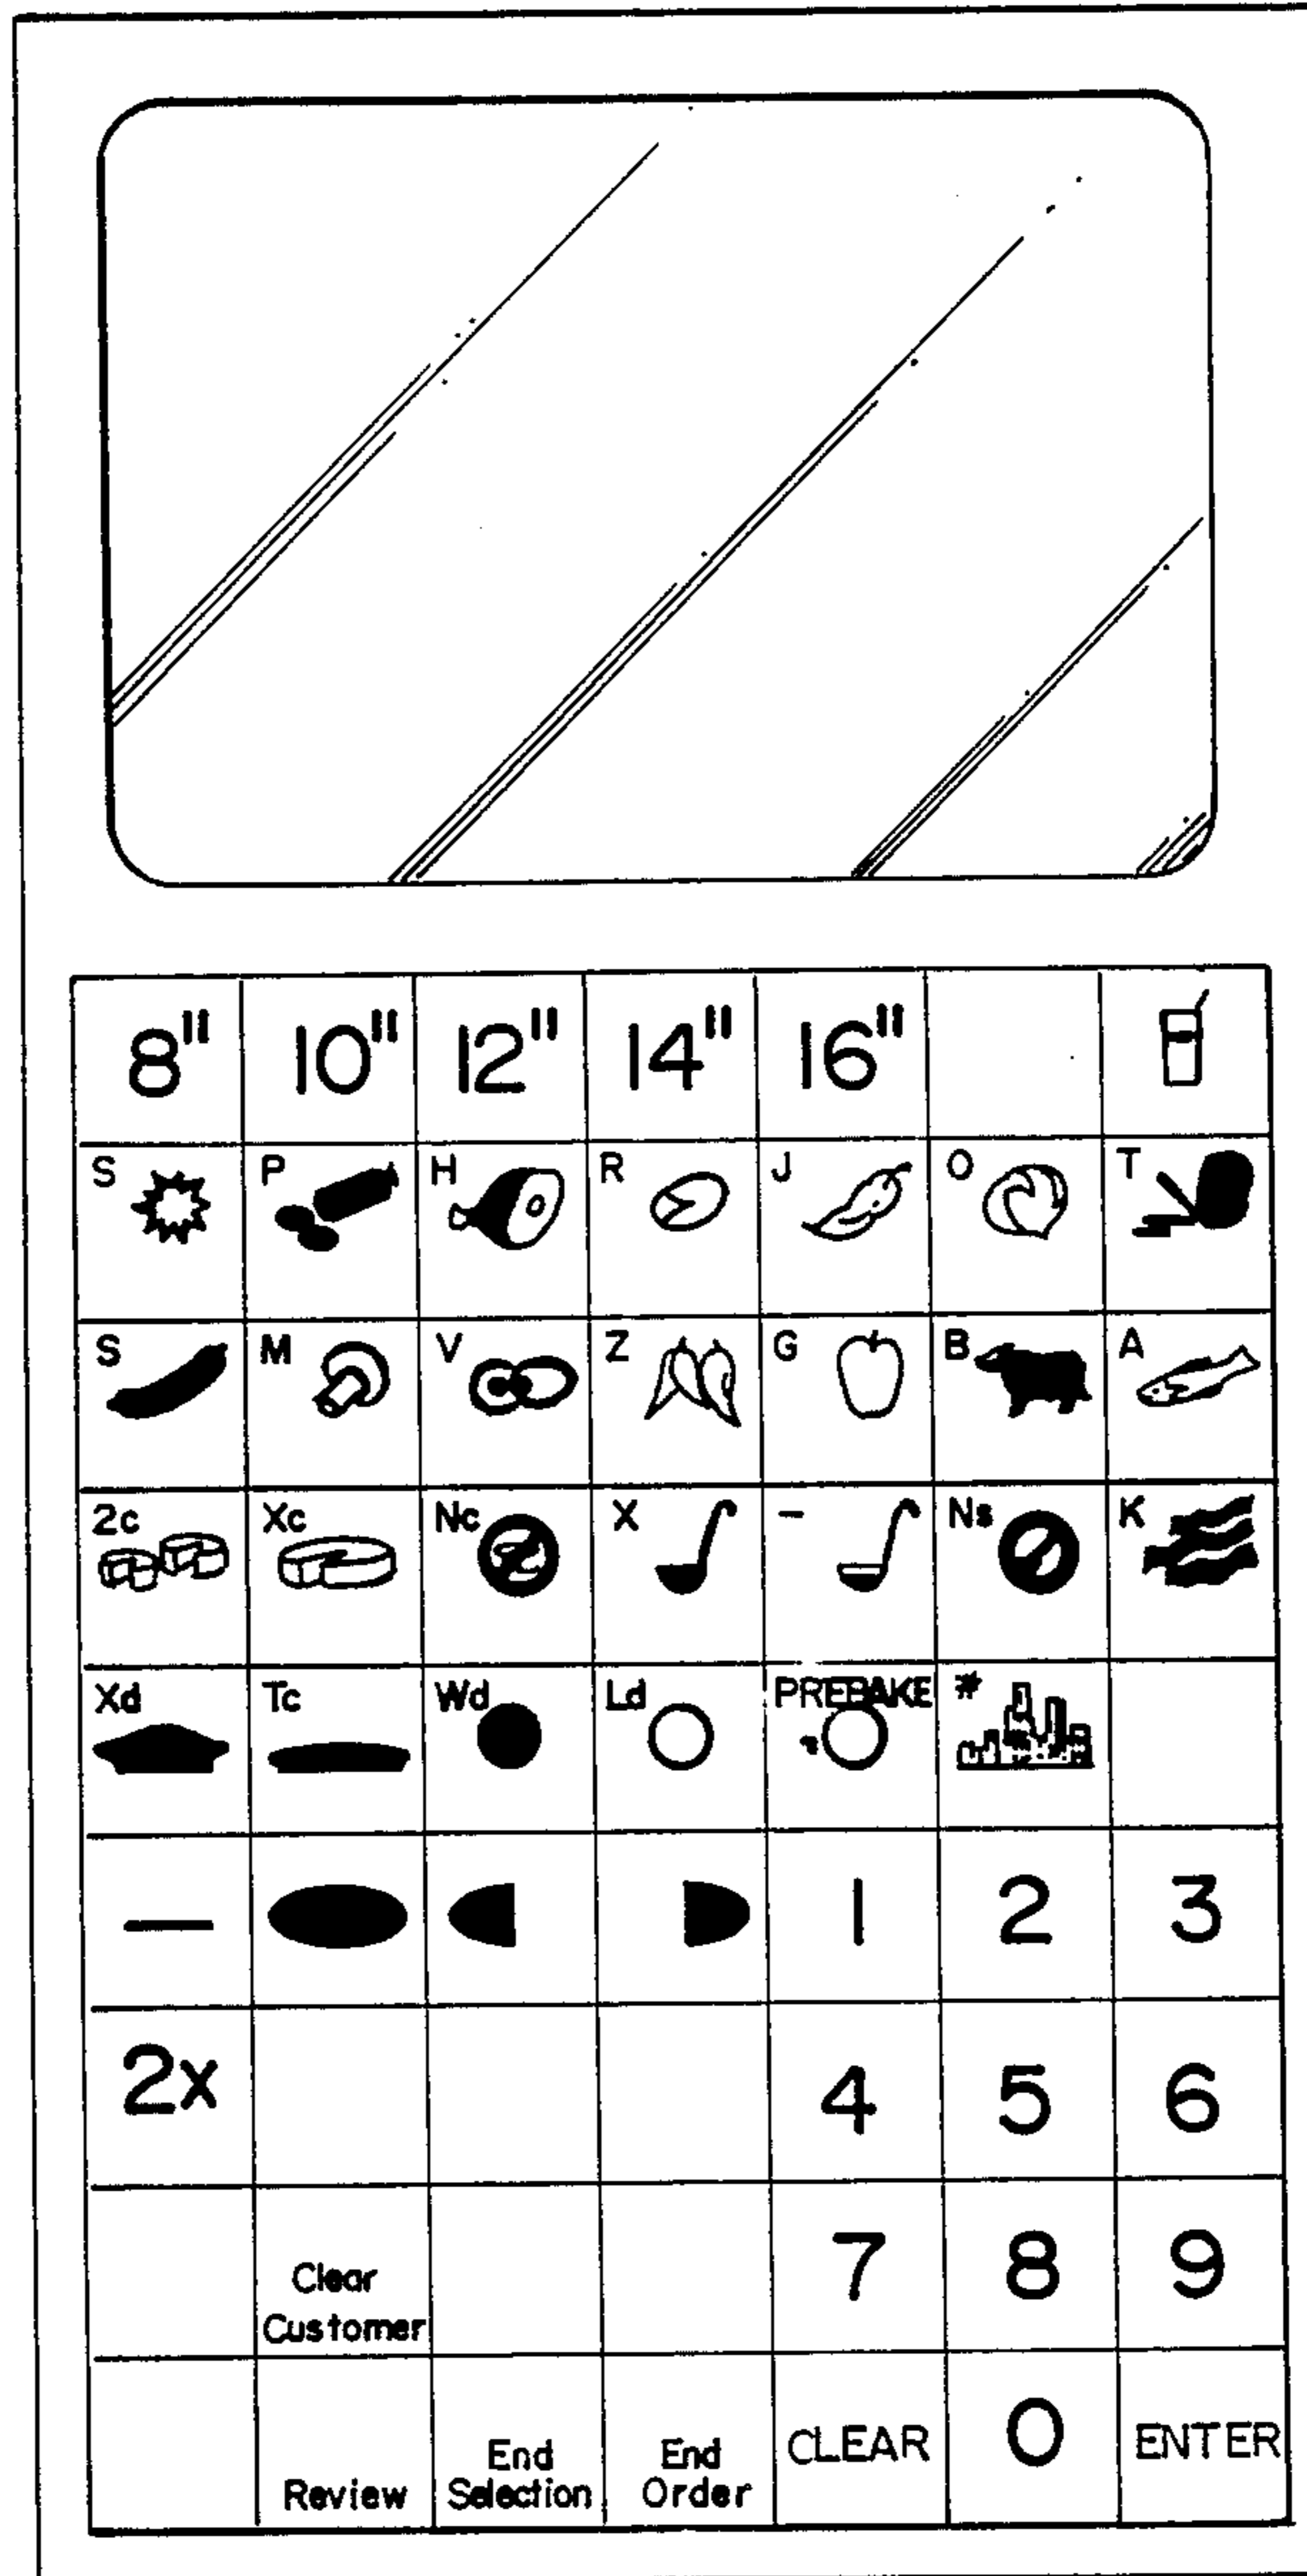 8" 10" 12" 14" 16"
S P H R J O T
S M V Z G B A
2c Xc Nc X - Ns K
Xd Tc Wd Ld PREBAKE #
1 2 3
2x 4 5 6
7 8 9
Clear
Customer
CLEAR 0 ENTER
End End
Review Selection Order